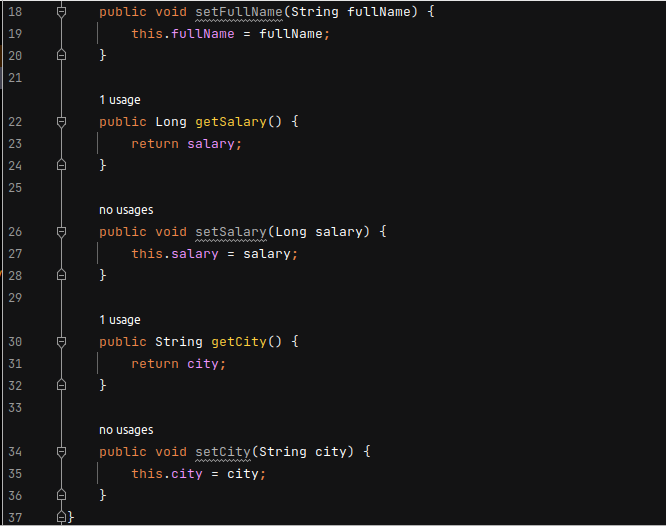 18 public void setFullName(String fullName) {
19 this.fullName = fullName;
20 }
21
1 usage
22 public Long getSalary() {
23 return salary;
24 }
25
no usages
26 public void setSalary(Long salary) {
27 this.salary = salary;
28 }
29
1 usage
30 public String getCity() {
31 return city;
32 }
33
no usages
34 public void setCity(String city) {
35 this.city = city;
36 }
37 }